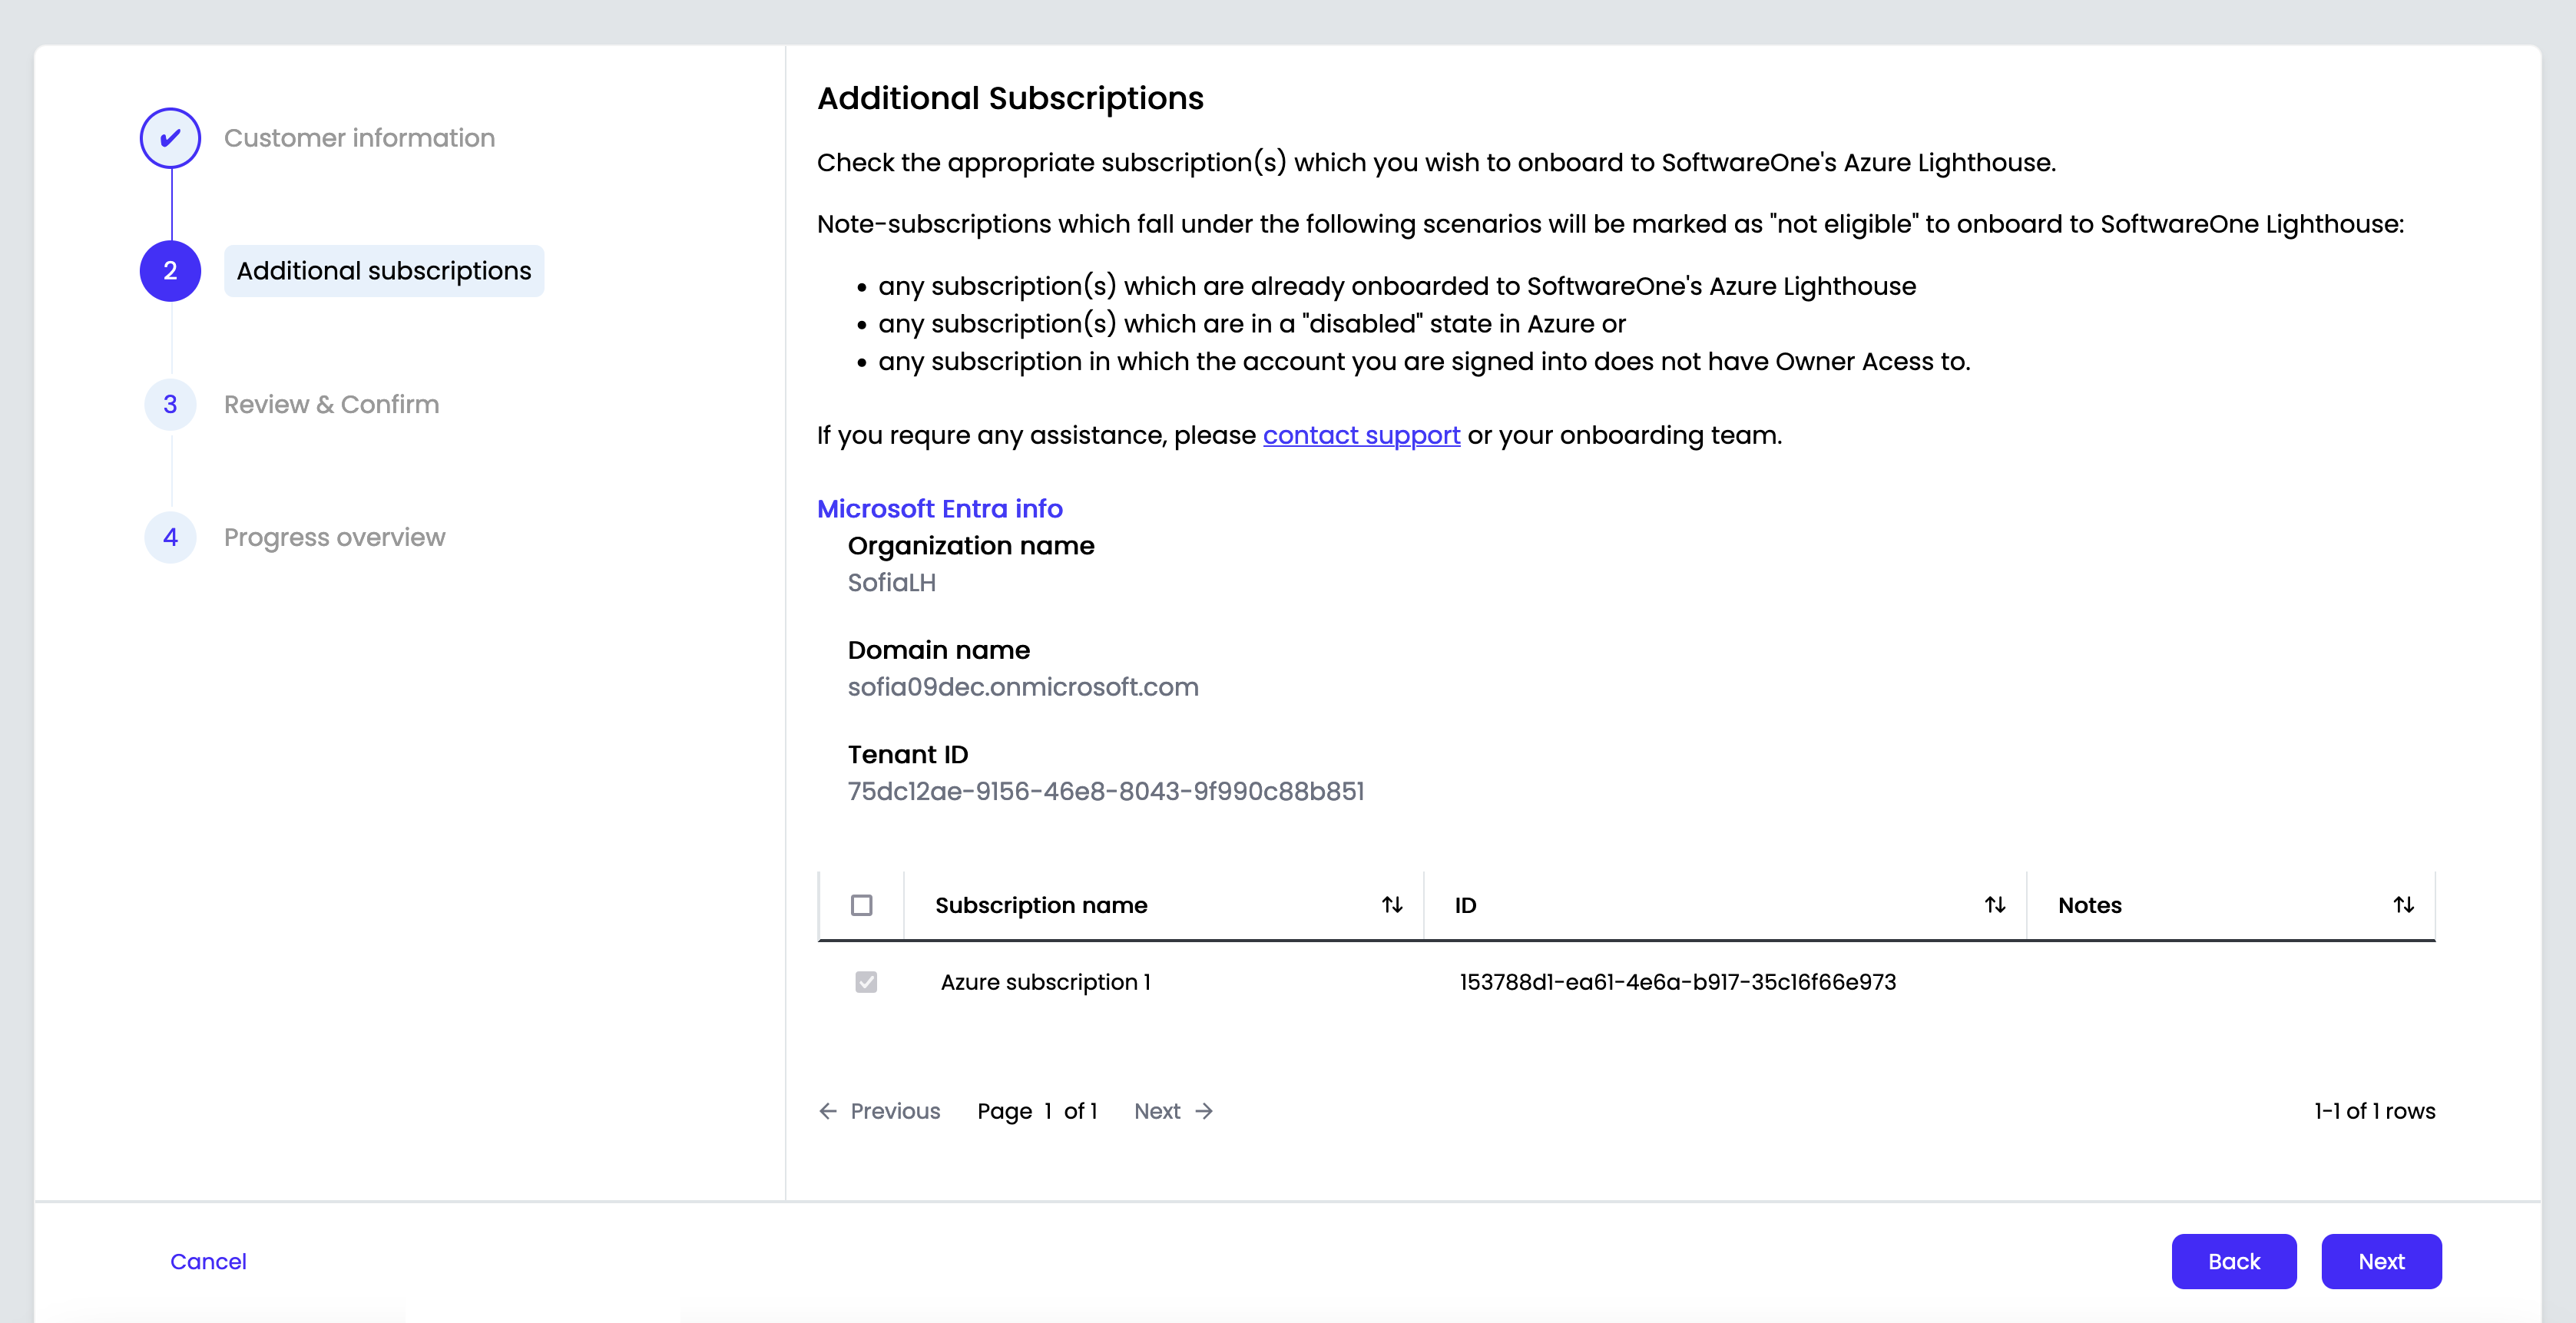 Customer information
2 Additional subscriptions
3 Review & Confirm
4 Progress overview
Additional Subscriptions
Check the appropriate subscription(s) which you wish to onboard to SoftwareOne's Azure Lighthouse.
Note-subscriptions which fall under the following scenarios will be marked as "not eligible" to onboard to SoftwareOne Lighthouse:
• any subscription(s) which are already onboarded to SoftwareOne's Azure Lighthouse
• any subscription(s) which are in a "disabled" state in Azure or
• any subscription in which the account you are signed into does not have Owner Acess to.
If you requre any assistance, please contact support or your onboarding team.
Microsoft Entra info
Organization name
SofiaLH
Domain name
sofia09dec.onmicrosoft.com
Tenant ID
75dc12ae-9156-46e8-8043-9f990c88b851
Subscription name ID Notes
Azure subscription 1 153788d1-ea61-4e6a-b917-35c16f66e973
Previous Page 1 of 1 Next 1-1 of 1 rows
Cancel Back Next